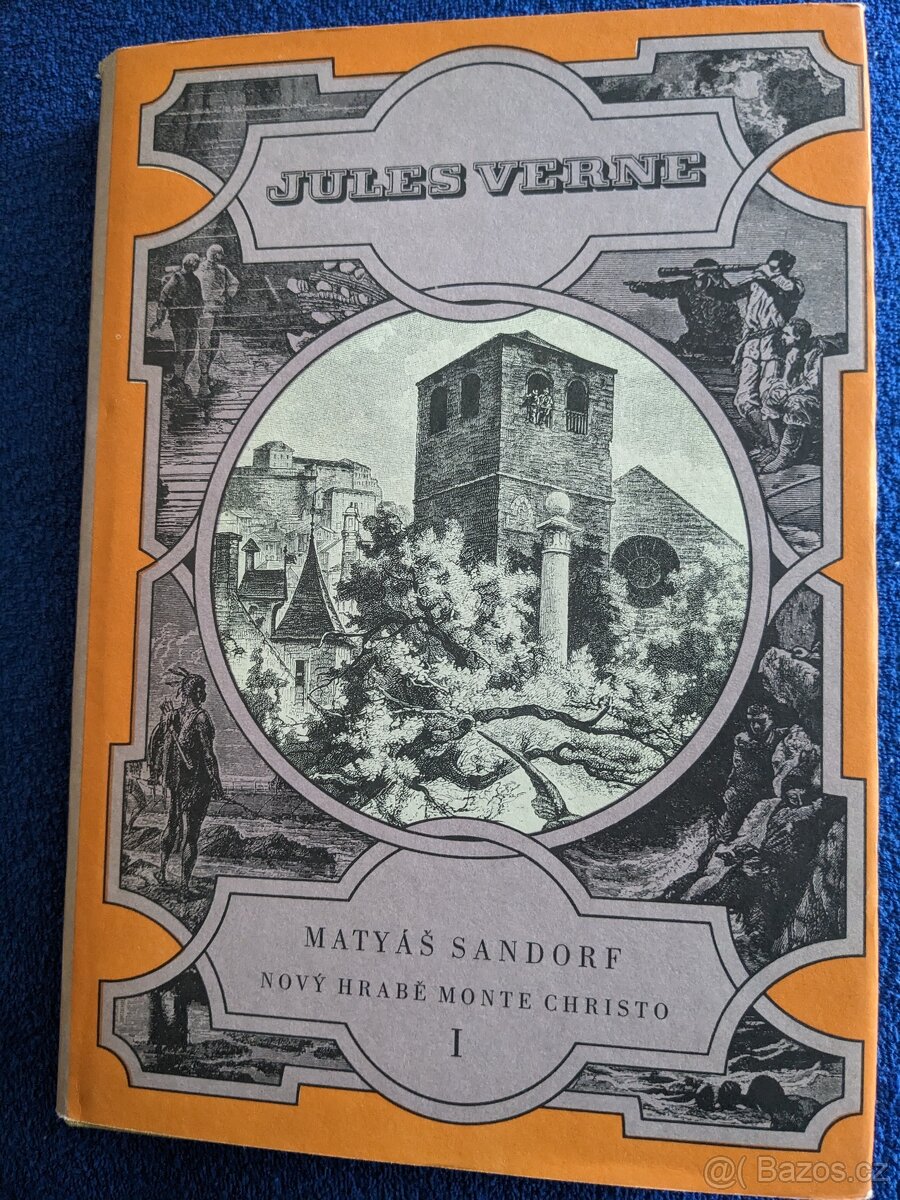 JULES VERNE
MATYÁŠ SANDORF
NOVÝ HRABĚ MONTE CHRISTO
I
@( Bazos.cz